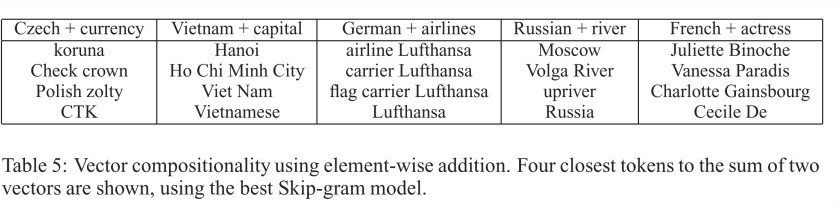 Czech + currency Vietnam + capital German + airlines Russian + river French + actress
koruna Hanoi airline Lufthansa Moscow Juliette Binoche
Check crown Ho Chi Minh City carrier Lufthansa Volga River Vanessa Paradis
Polish zolty Viet Nam flag carrier Lufthansa upriver Charlotte Gainsbourg
CTK Vietnamese Lufthansa Russia Cecile De
Table 5: Vector compositionality using element-wise addition. Four closest tokens to the sum of two
vectors are shown, using the best Skip-gram model.